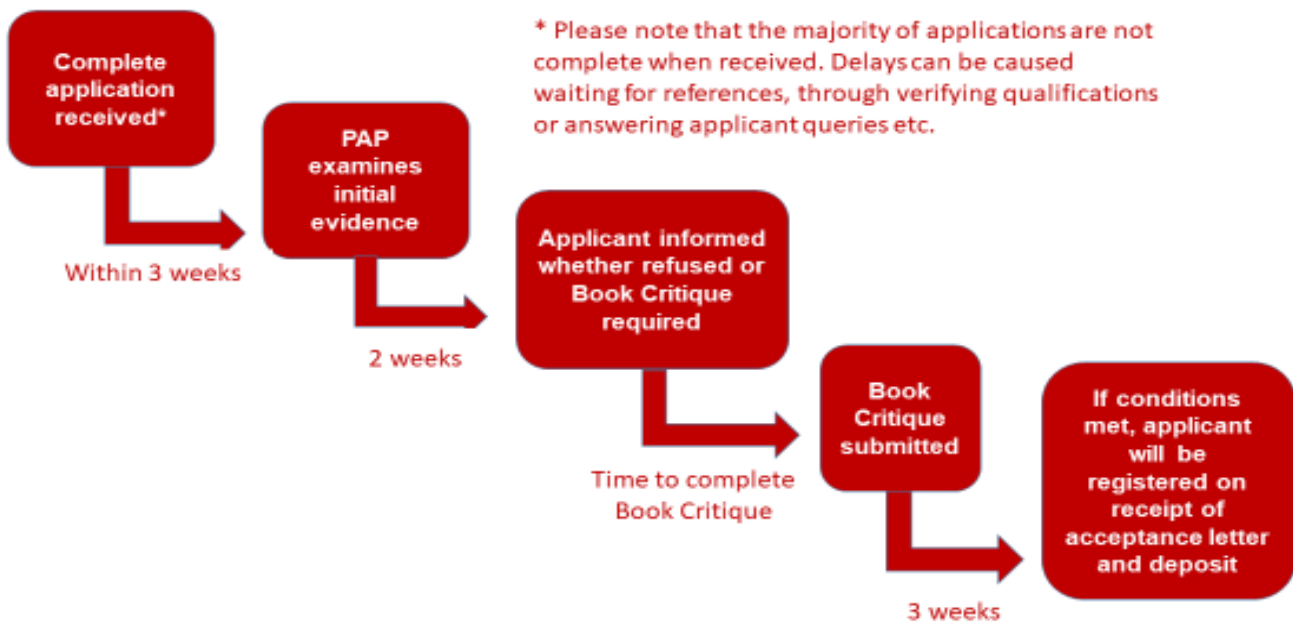 Complete
application
received*
* Please note that the majority of applications are not
complete when received. Delays can be caused
waiting for references, through verifying qualifications
or answering applicant queries etc.
Within 3 weeks
PAP
examines
initial
evidence
2 weeks
Applicant informed
whether refused or
Book Critique
required
Time to complete
Book Critique
Book
Critique
submitted
3 weeks
If conditions
met, applicant
will be
registered on
receipt of
acceptance letter
and deposit